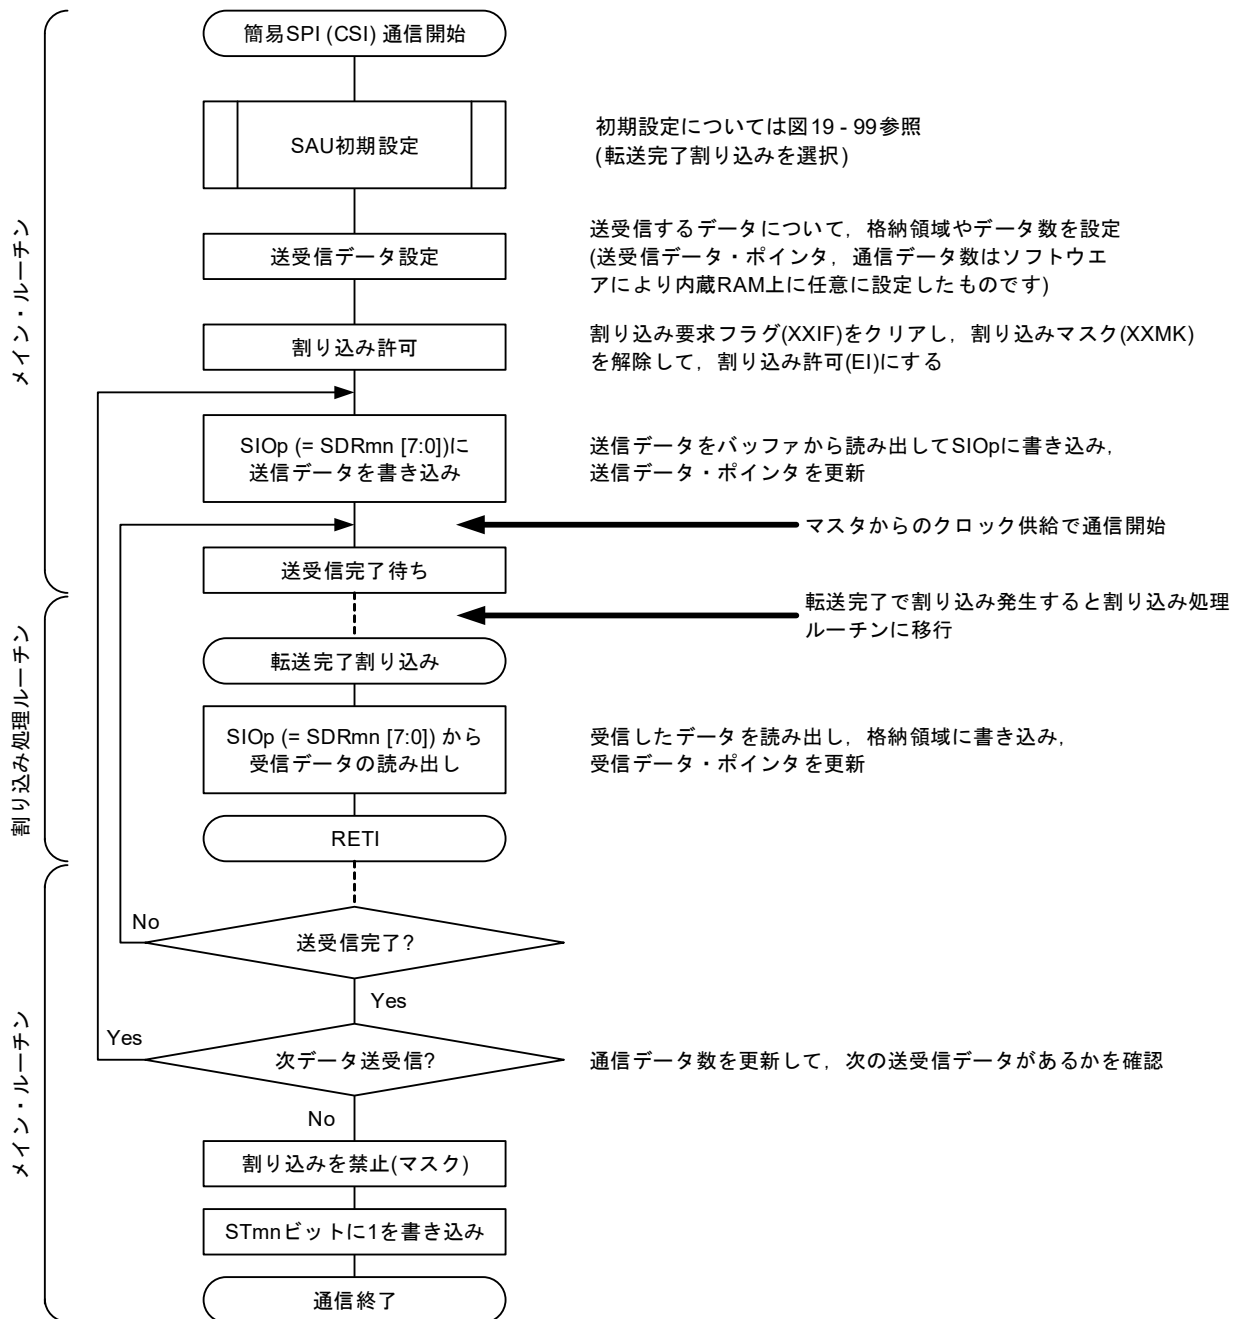 簡易SPI (CSI) 通信開始
SAU初期設定
初期設定については図19 - 99参照
(転送完了割り込みを選択)
メイン・ルーチン
送受信データ設定
送受信するデータについて，格納領域やデータ数を設定
(送受信データ・ポインタ，通信データ数はソフトウエ
アにより内蔵RAM上に任意に設定したものです)
割り込み許可
割り込み要求フラグ(XXIF)をクリアし，割り込みマスク(XXMK)
を解除して，割り込み許可(EI)にする
SIOp (= SDRmn [7:0])に
送信データを書き込み
送信データをバッファから読み出してSIOpに書き込み，
送信データ・ポインタを更新
マスタからのクロック供給で通信開始
送受信完了待ち
転送完了で割り込み発生すると割り込み処理
ルーチンに移行
割り込み処理ルーチン
転送完了割り込み
SIOp (= SDRmn [7:0]) から
受信データの読み出し
受信したデータを読み出し，格納領域に書き込み，
受信データ・ポインタを更新
RETI
No
送受信完了?
Yes
メイン・ルーチン
Yes
次データ送受信?
通信データ数を更新して，次の送受信データがあるかを確認
No
割り込みを禁止(マスク)
STmnビットに1を書き込み
通信終了